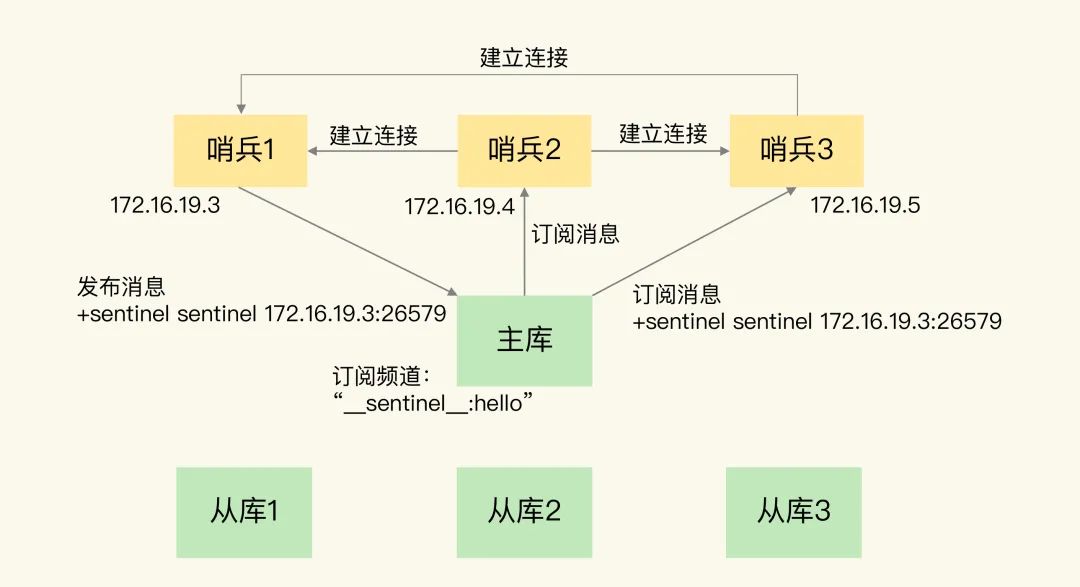 建立连接
哨兵1
建立连接
哨兵2
建立连接
哨兵3
172.16.19.3
172.16.19.4
172.16.19.5
订阅消息
发布消息
+sentinel sentinel 172.16.19.3:26579
订阅消息
+sentinel sentinel 172.16.19.3:26579
主库
订阅频道：
“__sentinel__:hello”
从库1
从库2
从库3